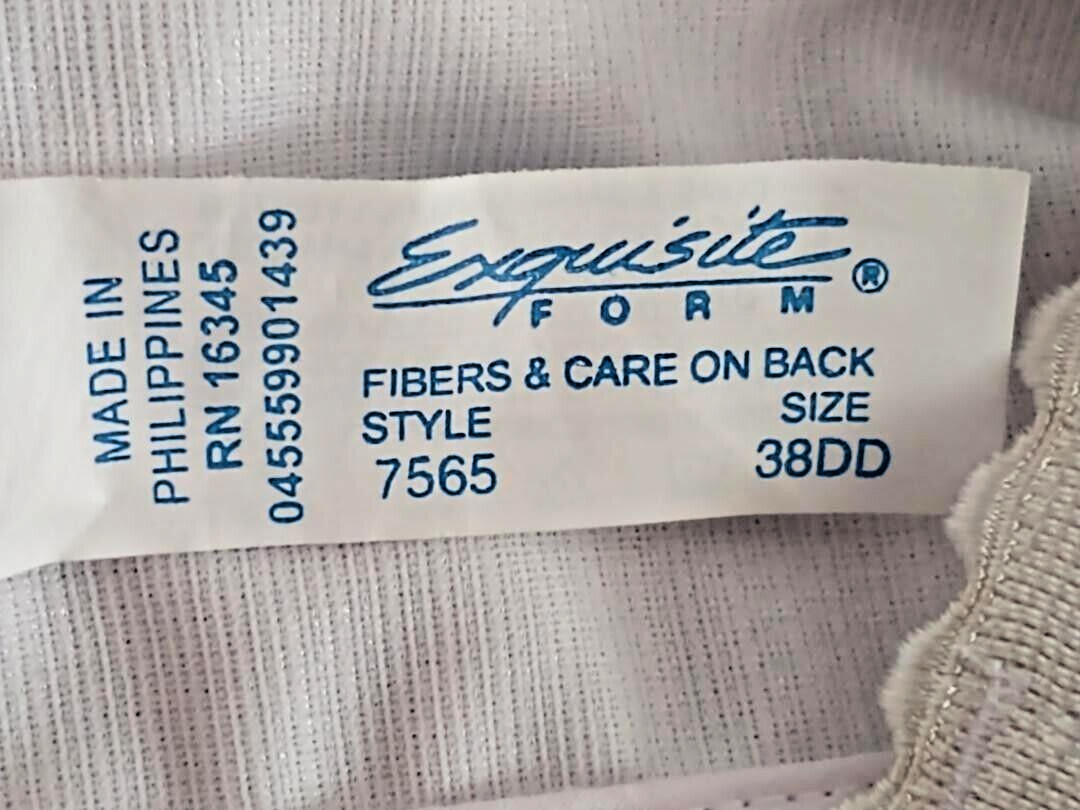 MADE IN
PHILIPPINES
RN 16345
045559901439
Exquisite®
FORM
FIBERS & CARE ON BACK
STYLE SIZE
7565 38DD